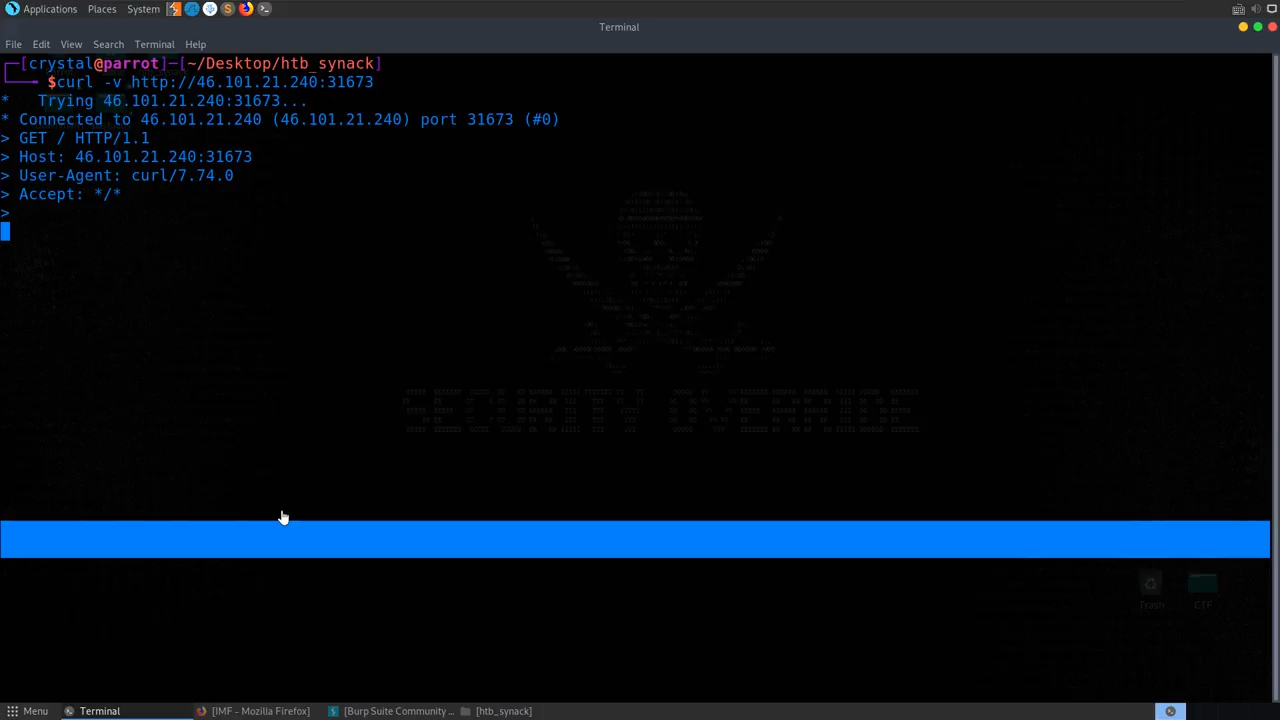 Applications Places System
Terminal
File Edit View Search Terminal Help
┌─[crystal@parrot]─[~/Desktop/htb_synack]
└──╼ $curl -v http://46.101.21.240:31673
*   Trying 46.101.21.240:31673...
* Connected to 46.101.21.240 (46.101.21.240) port 31673 (#0)
> GET / HTTP/1.1
> Host: 46.101.21.240:31673
> User-Agent: curl/7.74.0
> Accept: */*
>
Trash CTF
Menu Terminal [IMF - Mozilla Firefox] [Burp Suite Community ... [htb_synack]